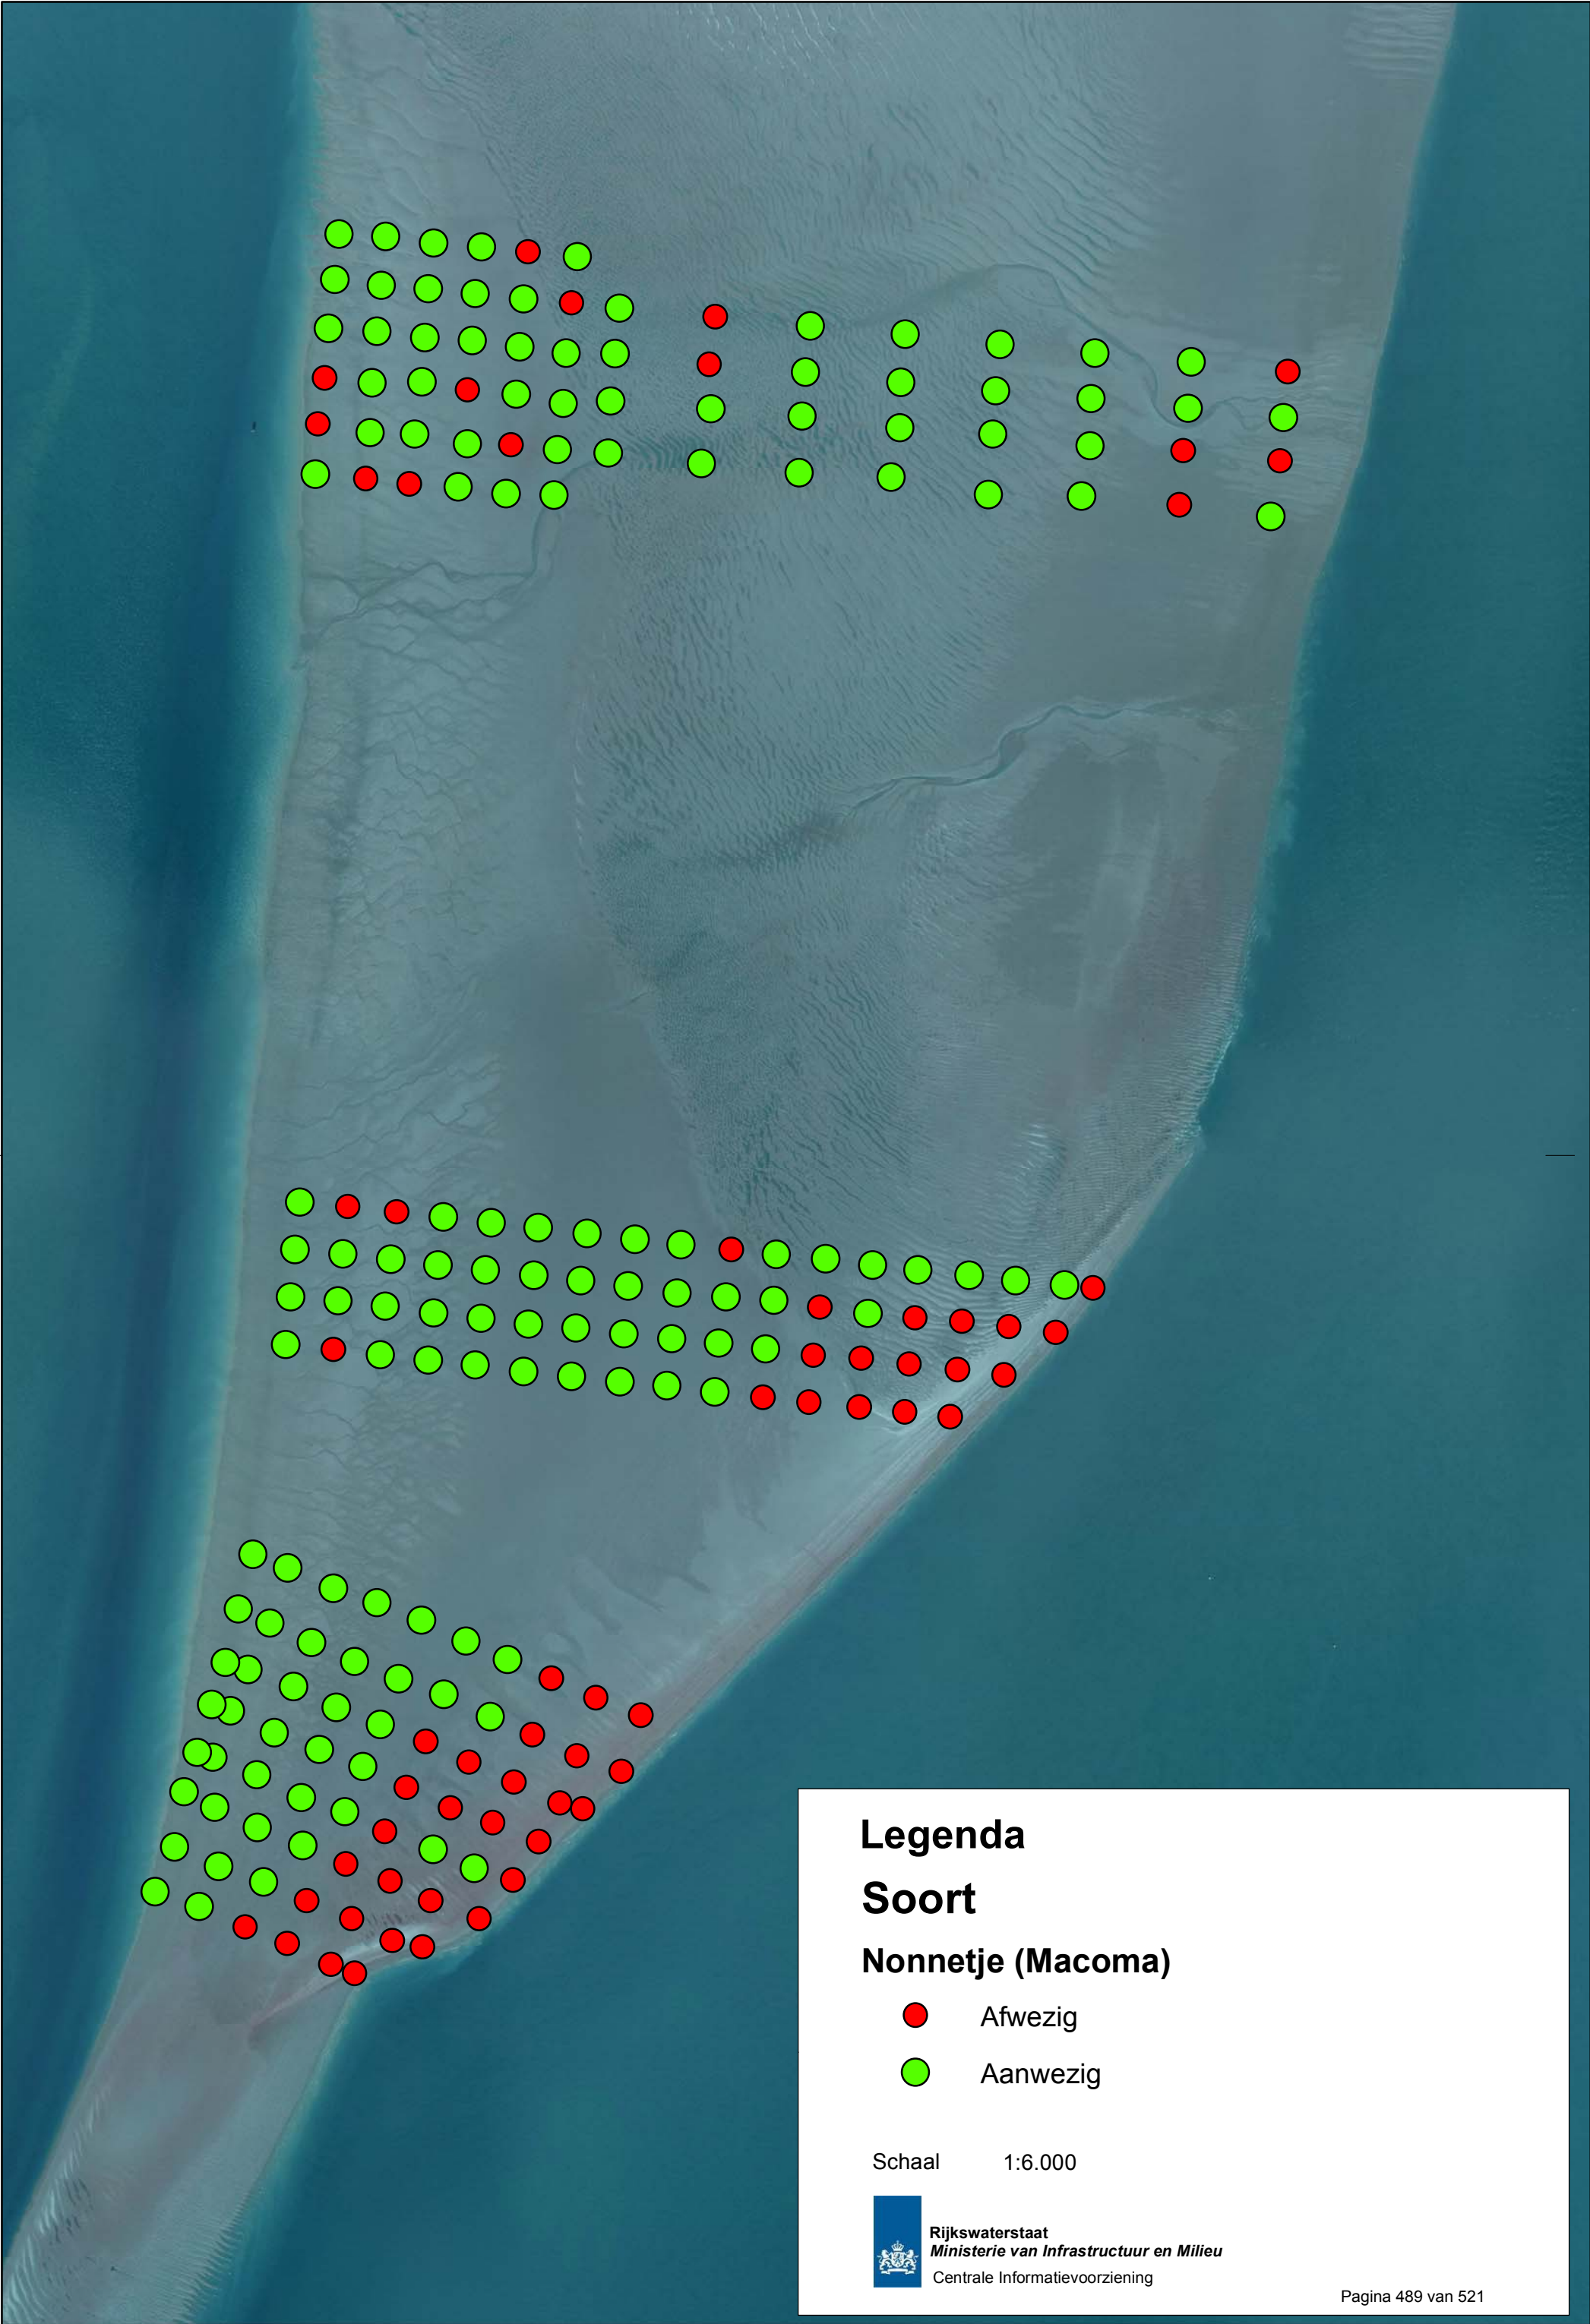 Legenda
Soort
Nonnetje (Macoma)
Afwezig
Aanwezig
Schaal 1:6.000
Rijkswaterstaat
Ministerie van Infrastructuur en Milieu
Centrale Informatievoorziening
Pagina 489 van 521